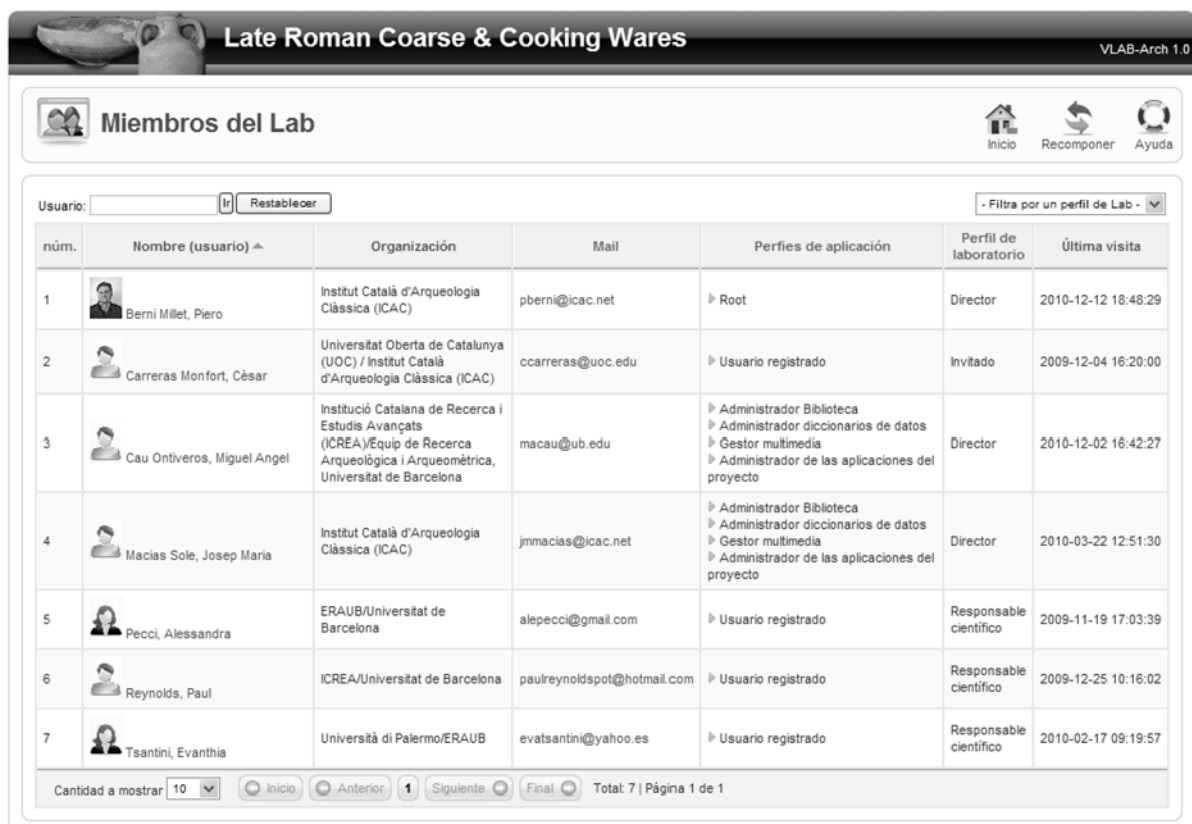 Late Roman Coarse & Cooking Wares
VLAB-Arch 1.0
Miembros del Lab
Inicio
Recomponer
Ayuda
Usuario:
Ir
Restablecer
- Filtra por un perfil de Lab -
núm.
Nombre (usuario)
Organización
Mail
Perfies de aplicación
Perfil de
laboratorio
Última visita
1
Berni Millet, Piero
Institut Català d'Arqueologia
Clàssica (ICAC)
pberni@icac.net
Root
Director
2010-12-12 18:48:29
2
Carreras Monfort, Cèsar
Universitat Oberta de Catalunya
(UOC) / Institut Català
d'Arqueologia Clàssica (ICAC)
ccarreras@uoc.edu
Usuario registrado
Invitado
2009-12-04 16:20:00
3
Cau Ontiveros, Miguel Angel
Institució Catalana de Recerca i
Estudis Avançats
(ICREA)/Equip de Recerca
Arqueològica i Arqueomètrica,
Universitat de Barcelona
macau@ub.edu
Administrador Biblioteca
Administrador diccionarios de datos
Gestor multimedia
Administrador de las aplicaciones del
proyecto
Director
2010-12-02 16:42:27
4
Macias Sole, Josep Maria
Institut Català d'Arqueologia
Clàssica (ICAC)
jmmacias@icac.net
Administrador Biblioteca
Administrador diccionarios de datos
Gestor multimedia
Administrador de las aplicaciones del
proyecto
Director
2010-03-22 12:51:30
5
Pecci, Alessandra
ERAUB/Universitat de
Barcelona
alepecci@gmail.com
Usuario registrado
Responsable
científico
2009-11-19 17:03:39
6
Reynolds, Paul
ICREA/Universitat de Barcelona
paulreynoldspot@hotmail.com
Usuario registrado
Responsable
científico
2009-12-25 10:16:02
7
Tsantini, Evanthia
Università di Palermo/ERAUB
evatsantini@yahoo.es
Usuario registrado
Responsable
científico
2010-02-17 09:19:57
Cantidad a mostrar
10
Inicio
Anterior
1
Siguiente
Final
Total: 7 | Página 1 de 1